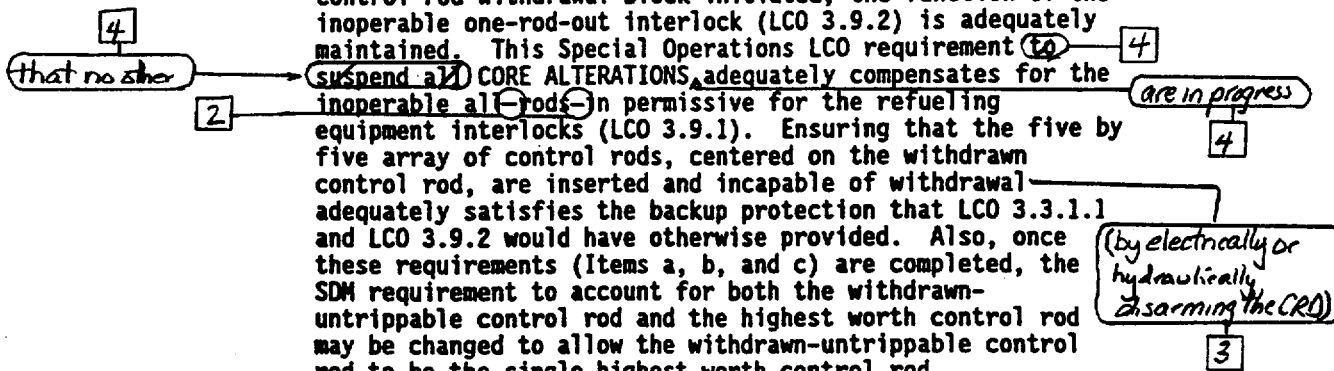 control rod withdrawal block initiated, the function of the
inoperable one-rod-out interlock (LCO 3.9.2) is adequately
4
maintained. This Special Operations LCO requirement to
4
that no other
suspend all CORE ALTERATIONS adequately compensates for the
are in progress
4
inoperable all-rods-in permissive for the refueling
2
equipment interlocks (LCO 3.9.1). Ensuring that the five by
five array of control rods, centered on the withdrawn
control rod, are inserted and incapable of withdrawal
adequately satisfies the backup protection that LCO 3.3.1.1
and LCO 3.9.2 would have otherwise provided. Also, once
(by electrically or
hydraulically
disarming the CRD)
3
these requirements (Items a, b, and c) are completed, the
SDM requirement to account for both the withdrawn-
untrippable control rod and the highest worth control rod
may be changed to allow the withdrawn-untrippable control
rod to be the single highest worth control rod